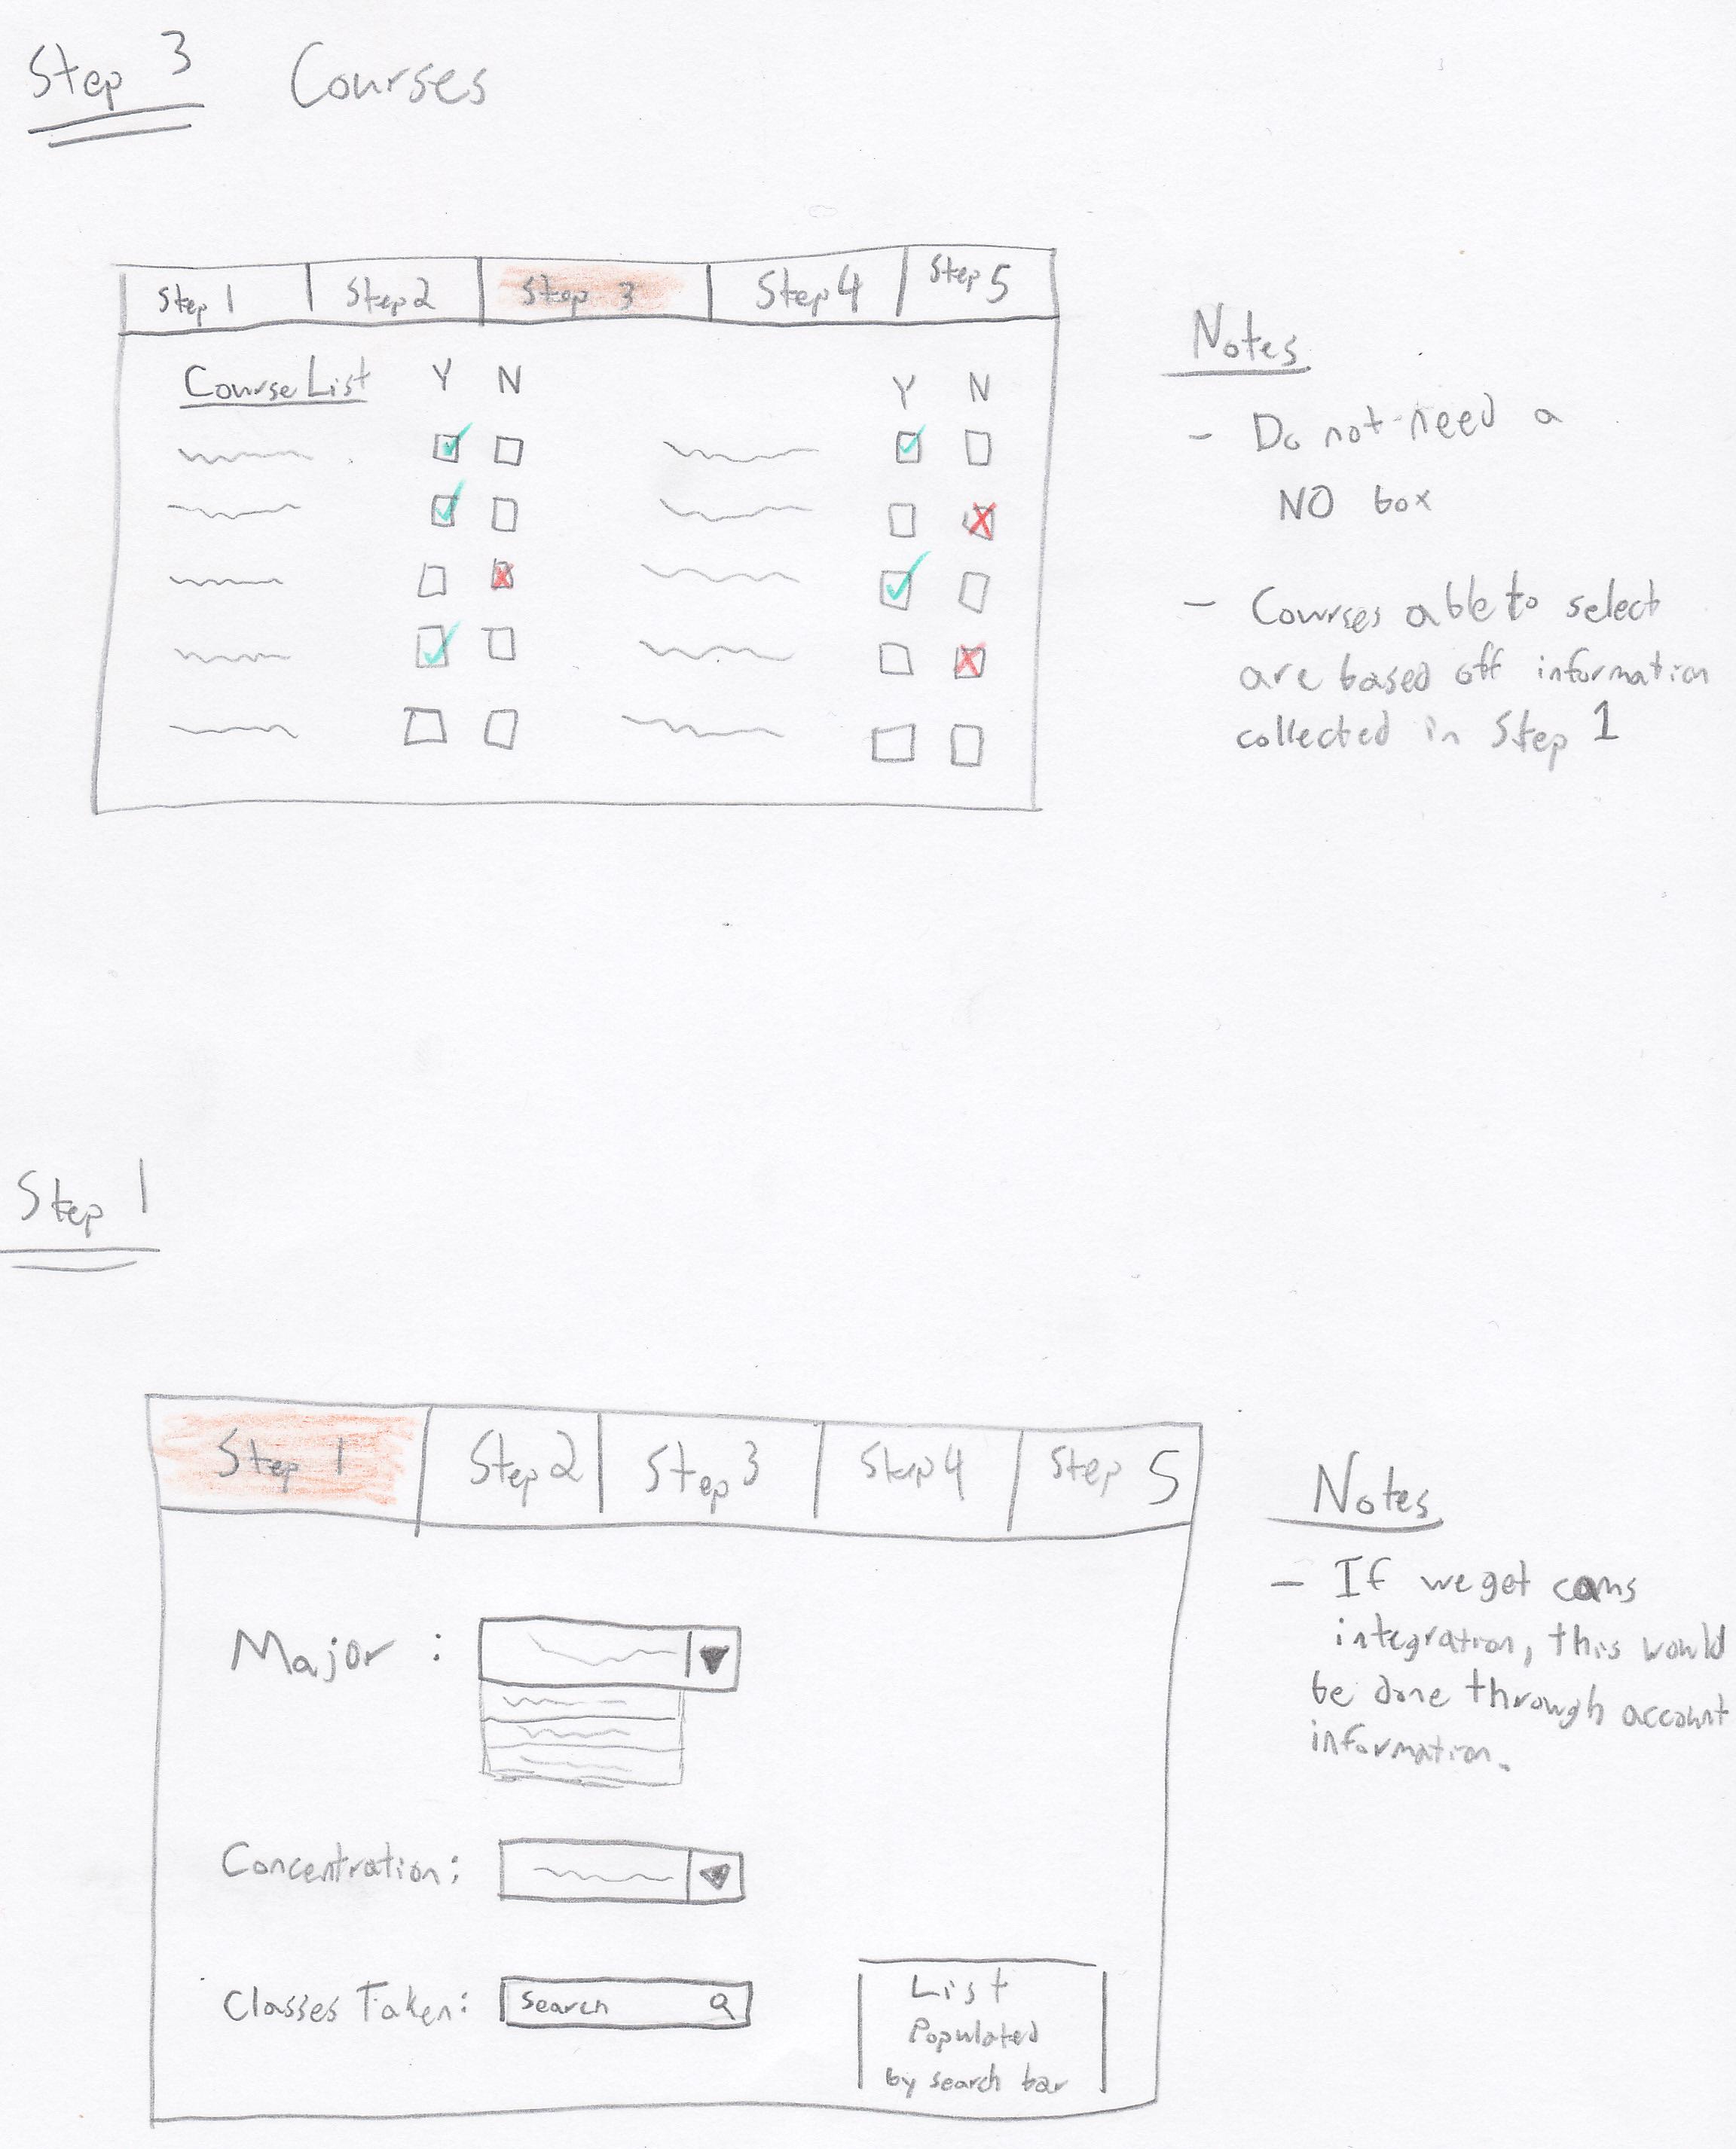 Step 3 Courses
Step 1 Step 2 Step 3 Step 4 Step 5
Course List Y N Y N
Notes
- Do not need a
NO box
- Courses able to select
are based off information
collected in Step 1
Step 1
Step 1 Step 2 Step 3 Step 4 Step 5
Major :
Concentration:
Classes Taken: Search
List
Populated
by search bar
Notes
- If we get cams
integration, this would
be done through account
information.